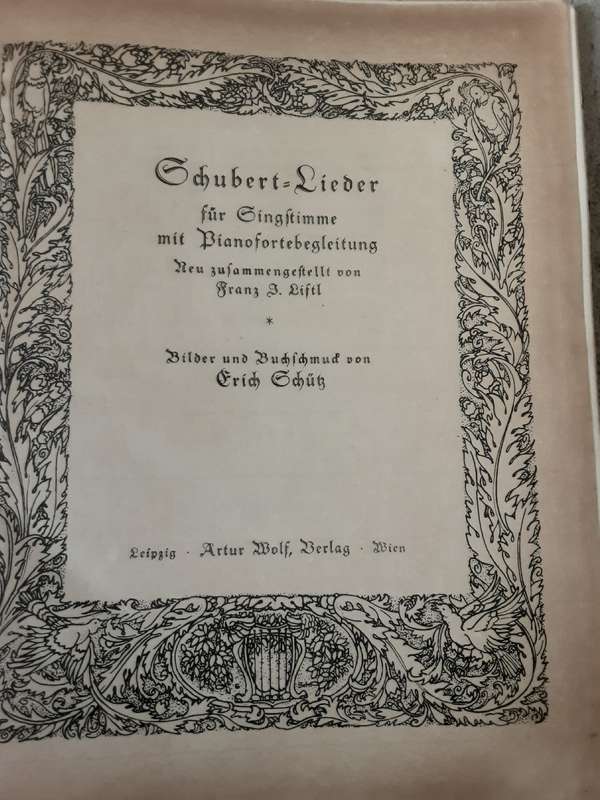 Schubert=Lieder
für Singstimme
mit Pianofortebegleitung
Neu zusammengestellt von
Franz J. Listl
*
Bilder und Buchschmuck von
Erich Schütz
Leipzig · Artur Wolf, Verlag · Wien